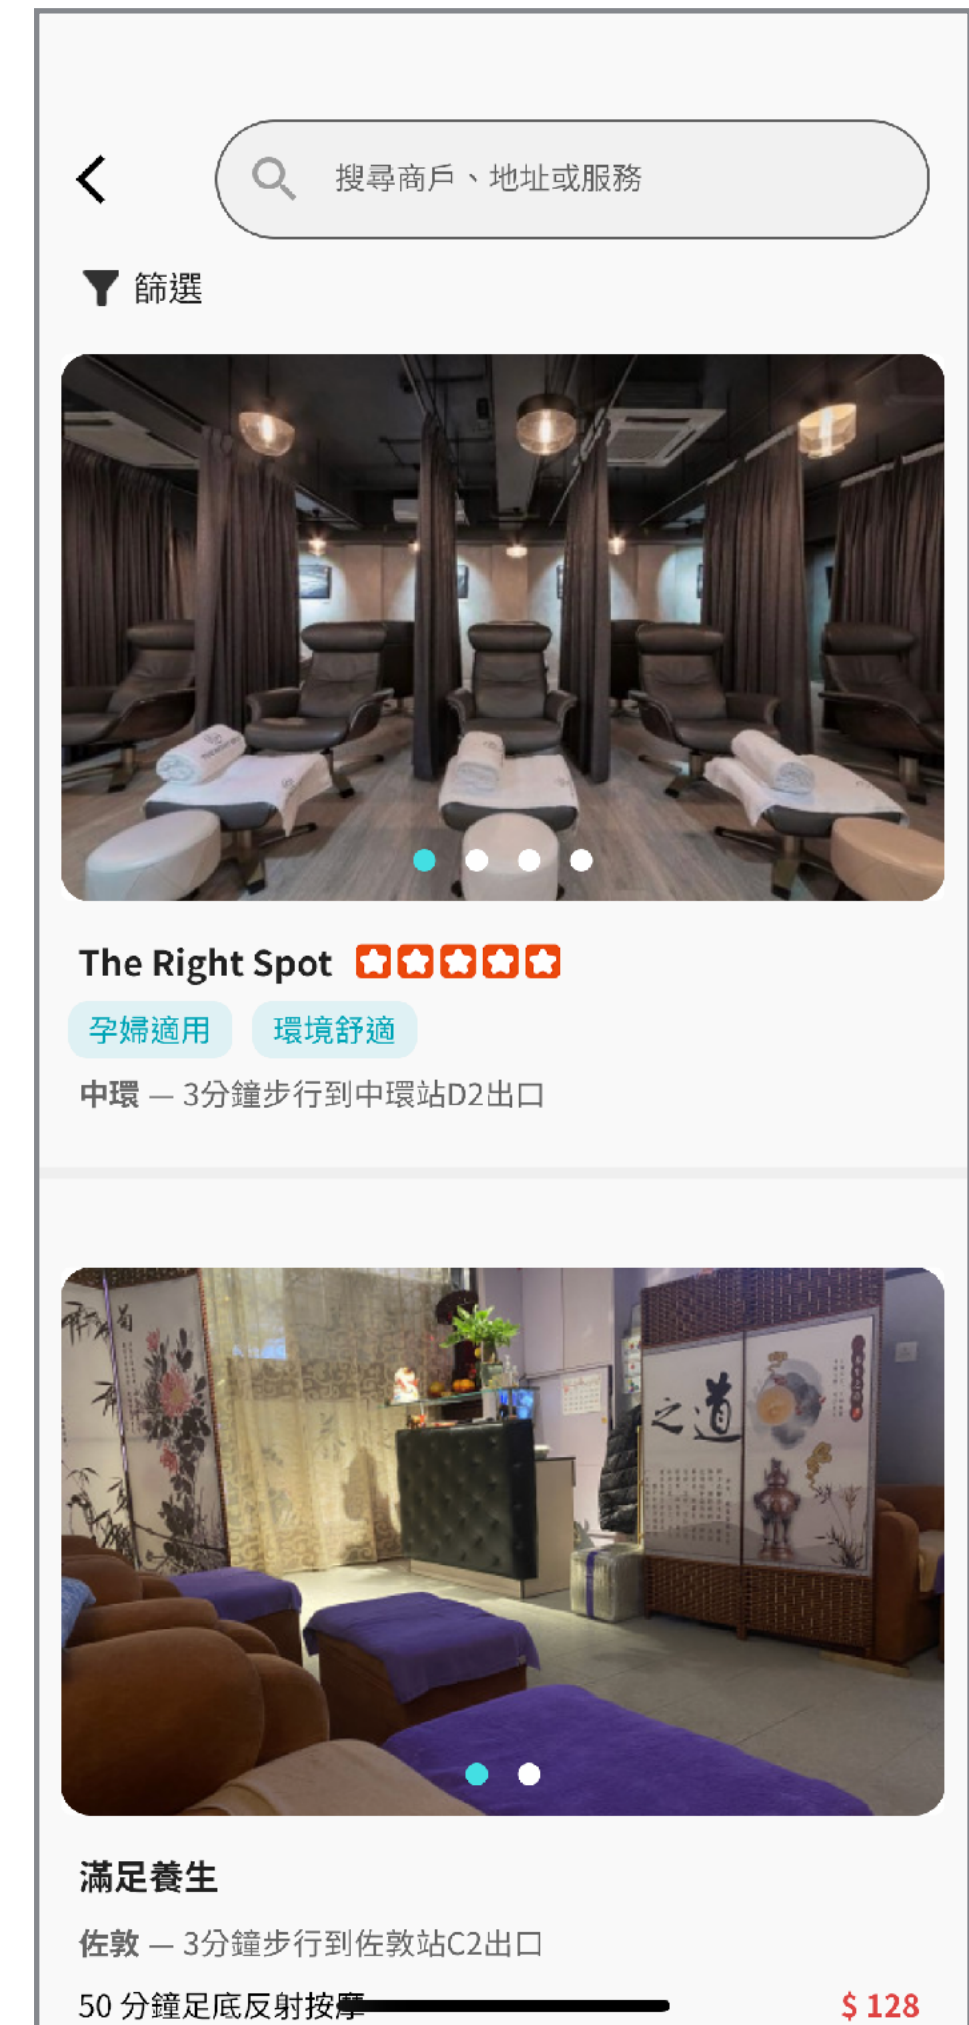 搜尋商戶、地址或服務
篩選
The Right Spot
孕婦適用 環境舒適
中環 — 3分鐘步行到中環站D2出口
之道
滿足養生
佐敦 — 3分鐘步行到佐敦站C2出口
50 分鐘足底反射按摩 $ 128